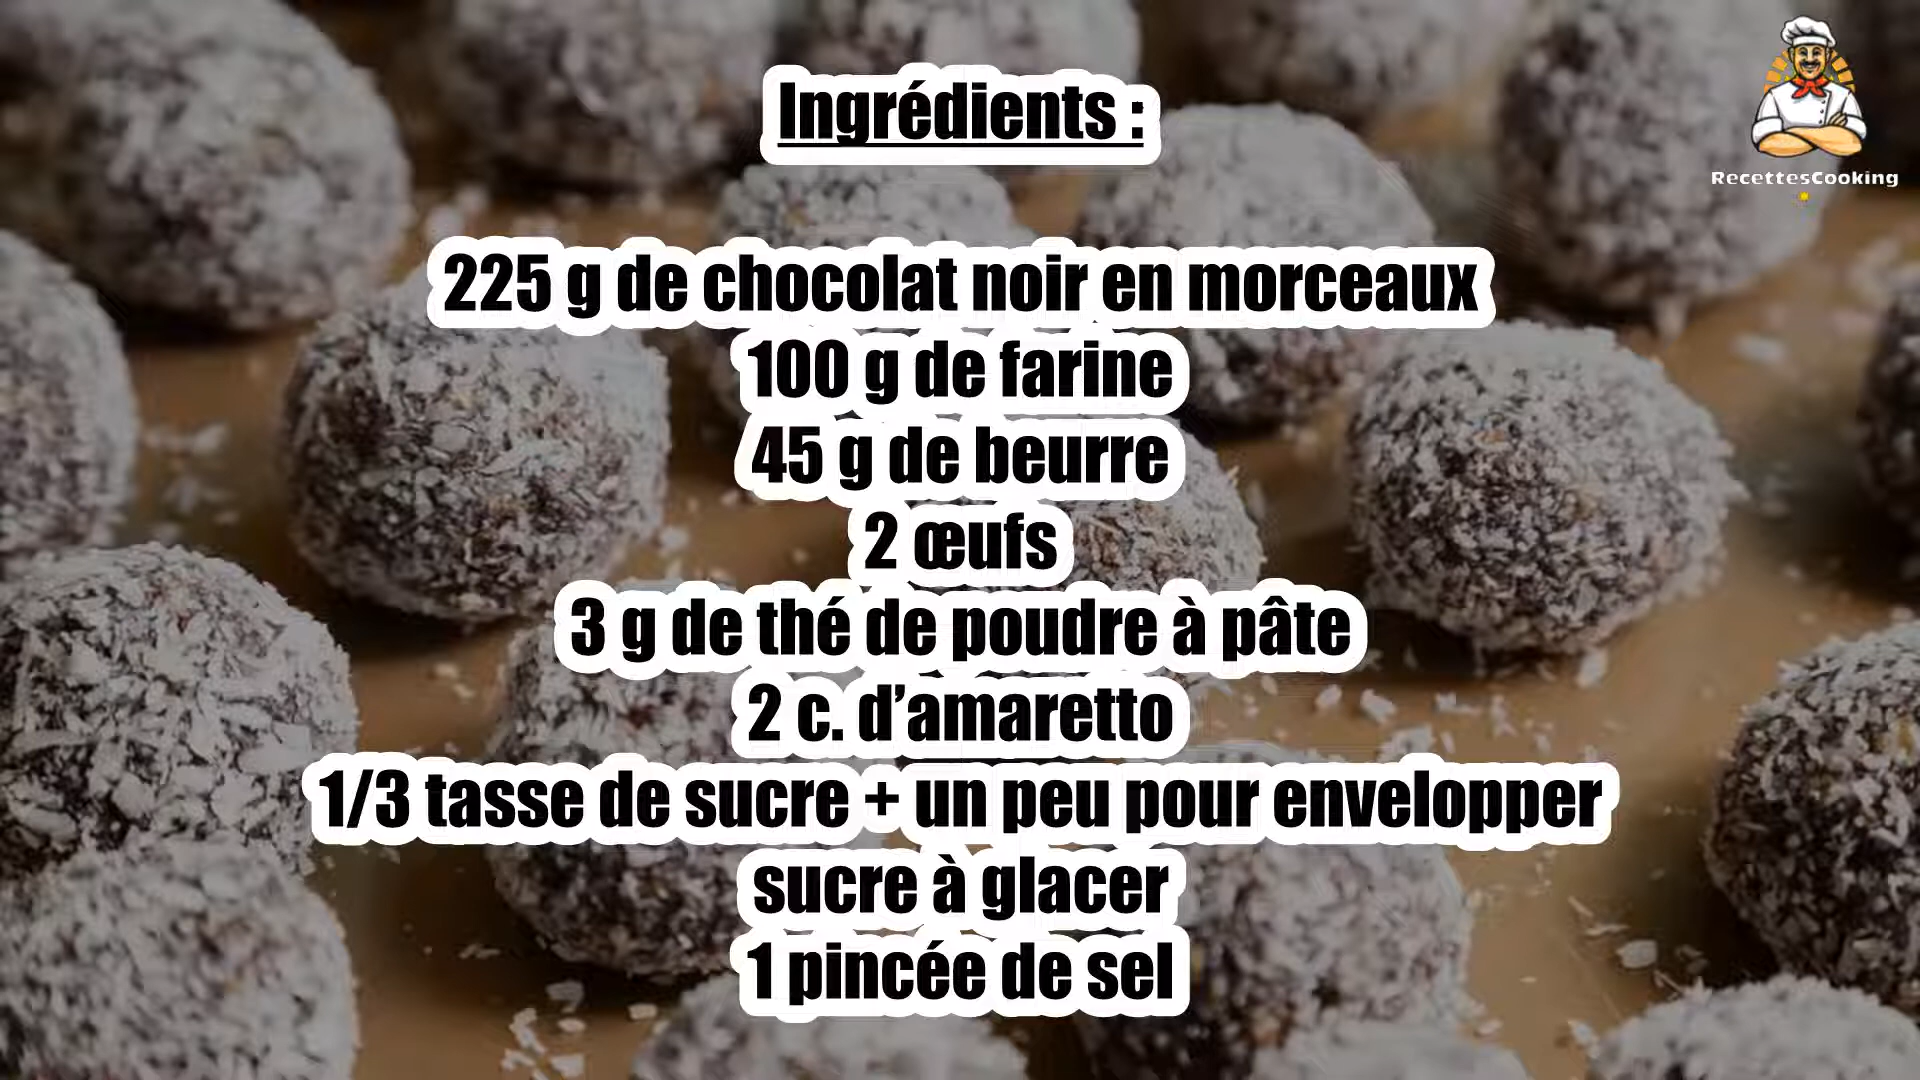 Ingrédients :
RecettesCooking
225 g de chocolat noir en morceaux
100 g de farine
45 g de beurre
2 œufs
3 g de thé de poudre à pâte
2 c. d’amaretto
1/3 tasse de sucre + un peu pour envelopper
sucre à glacer
1 pincée de sel